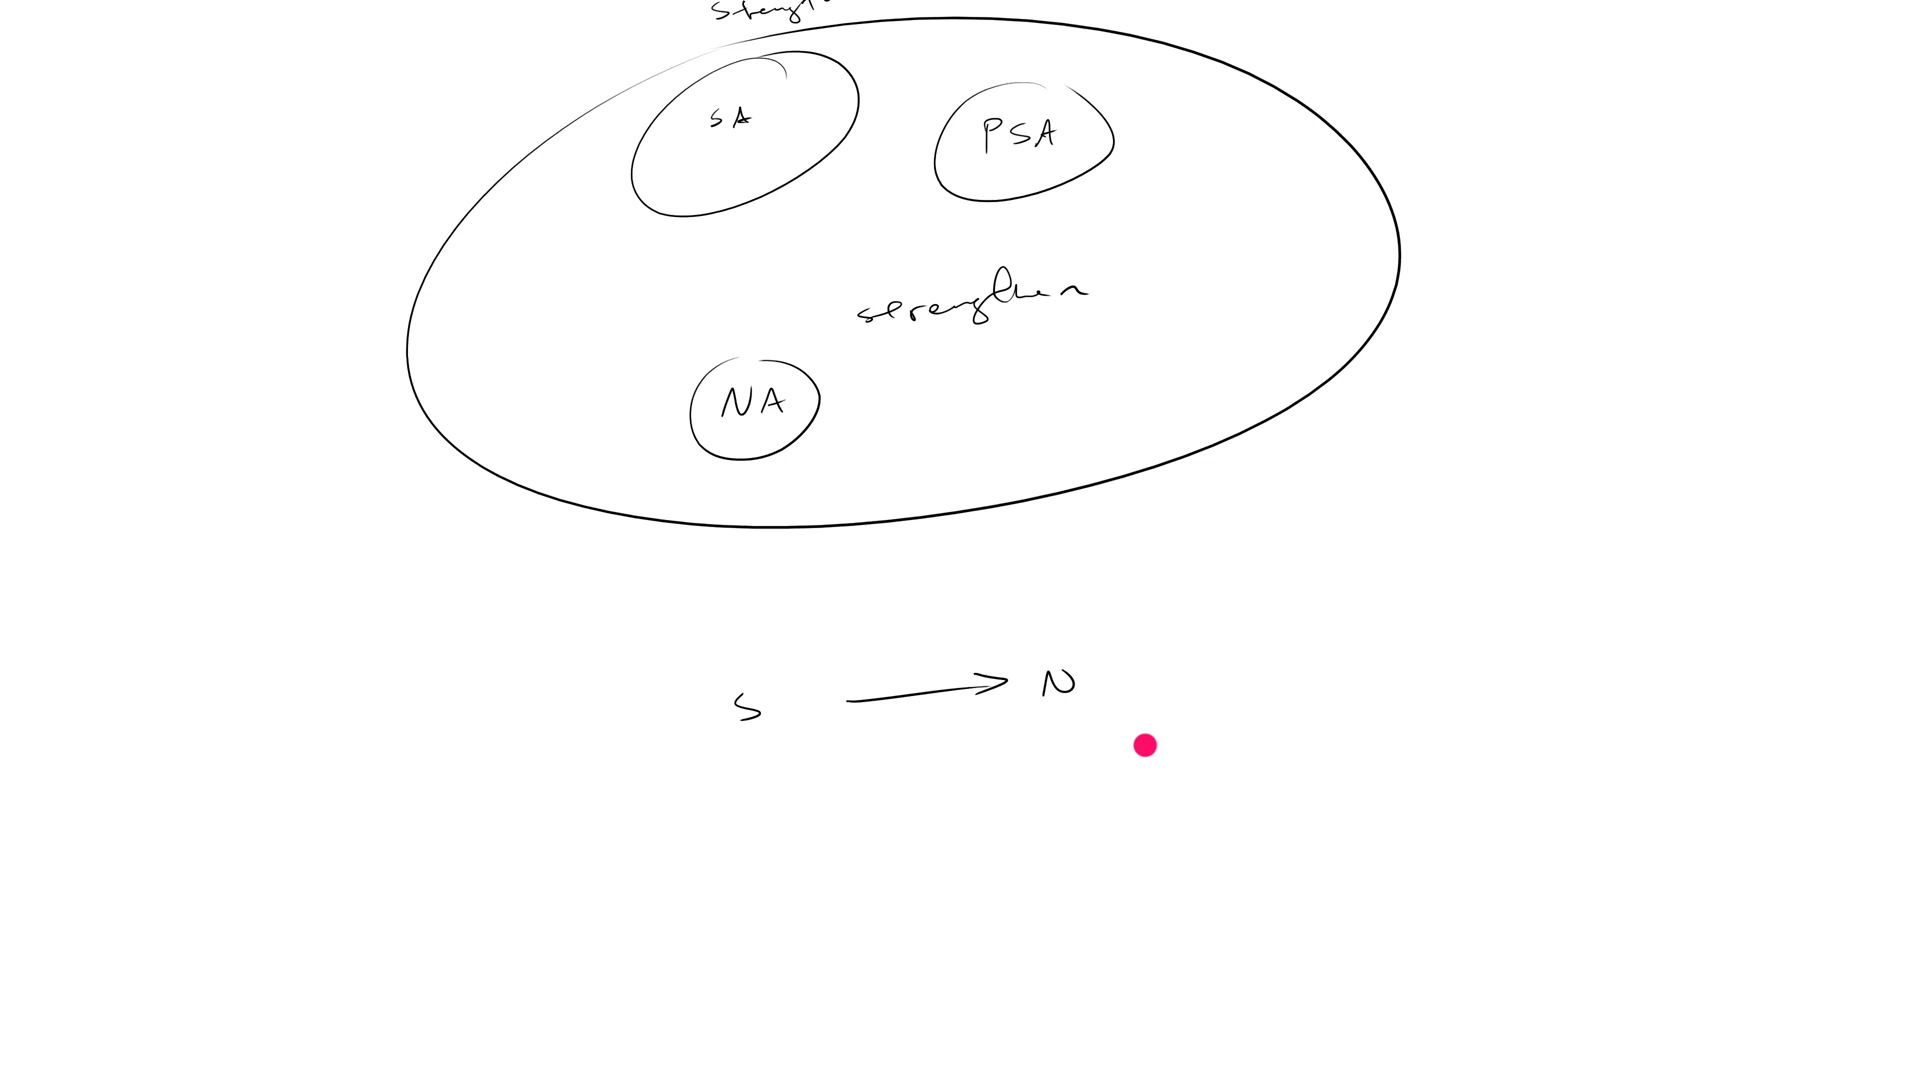 SA
PSA
strengthen
NA
S → N